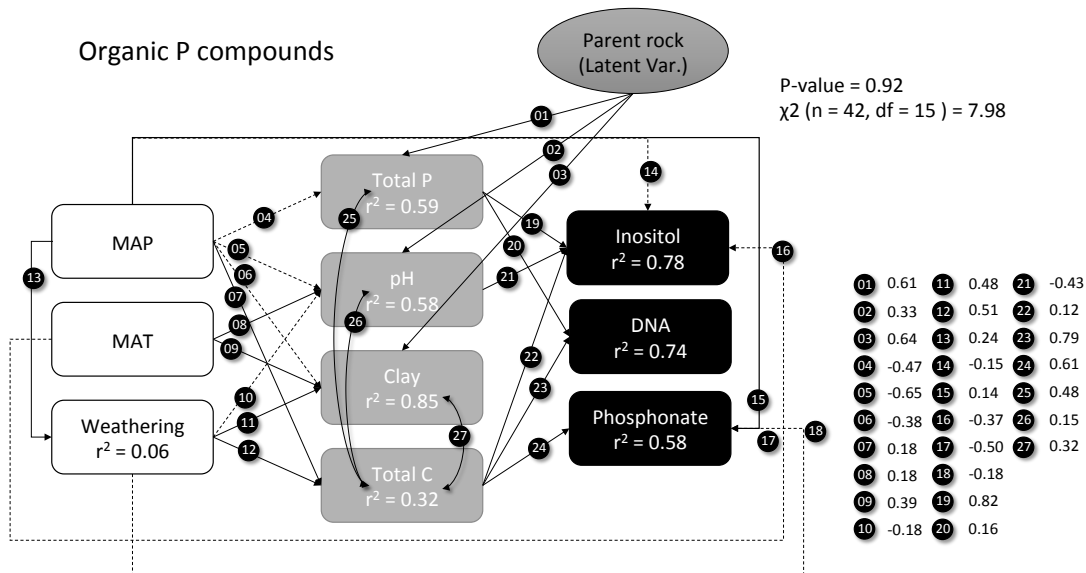 Organic P compounds
Parent rock
(Latent Var.)
P-value = 0.92
χ2 (n = 42, df = 15 ) = 7.98
01
02
03
14
Total P
r² = 0.59
04
25
19
20
MAP
Inositol
r² = 0.78
16
05
06
07
13
pH
r² = 0.58
21
26
08
09
MAT
DNA
r² = 0.74
22
23
Clay
r² = 0.85
10
11
12
Weathering
r² = 0.06
Phosphonate
r² = 0.58
15
17
18
27
24
Total C
r² = 0.32
01 0.61 11 0.48 21 -0.43
02 0.33 12 0.51 22 0.12
03 0.64 13 0.24 23 0.79
04 -0.47 14 -0.15 24 0.61
05 -0.65 15 0.14 25 0.48
06 -0.38 16 -0.37 26 0.15
07 0.18 17 -0.50 27 0.32
08 0.18 18 -0.18
09 0.39 19 0.82
10 -0.18 20 0.16